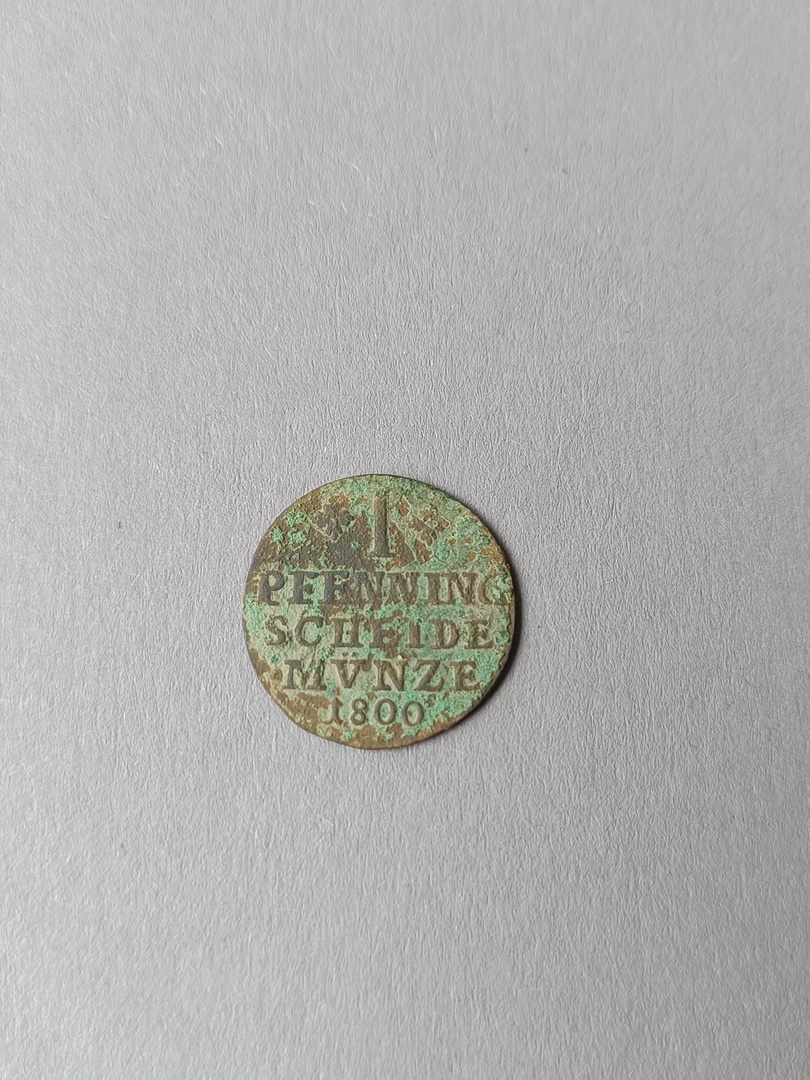 1
PFENNING
SCHEIDE
MVNZE
1800